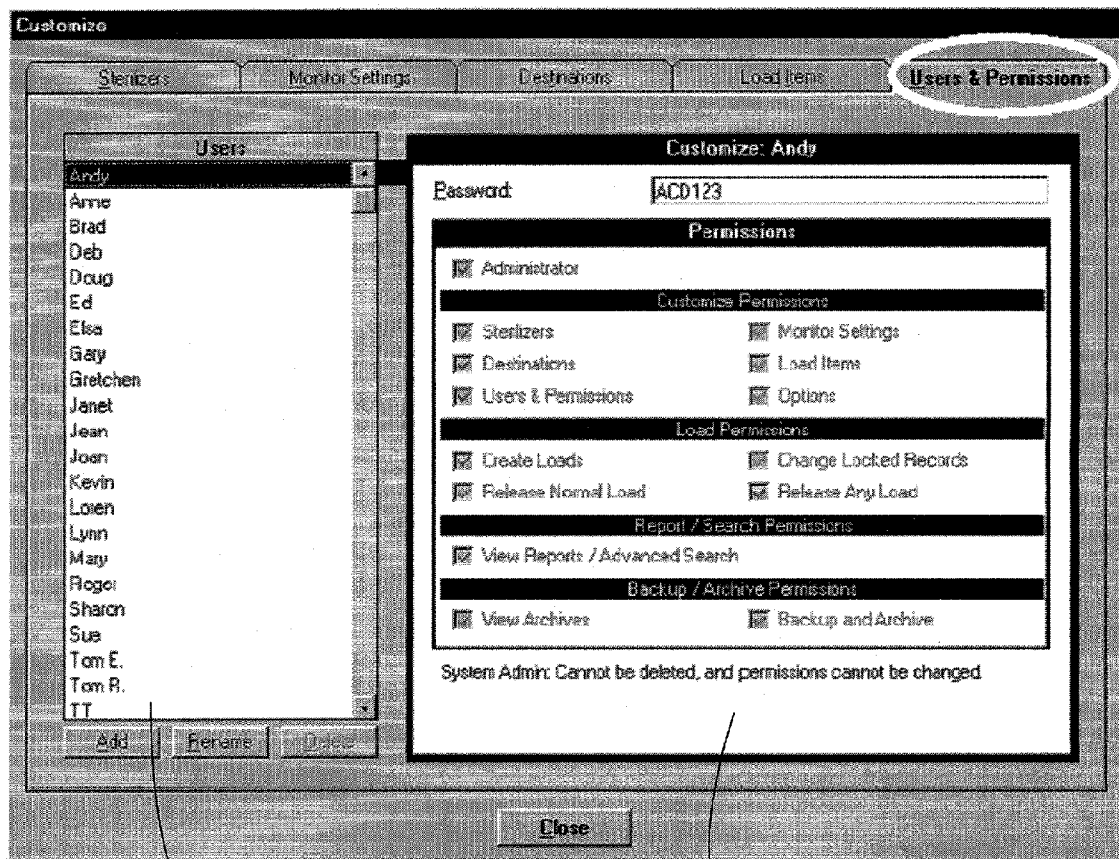 Customize
Sterilizers
Monitor Settings
Destinations
Load Items
Users & Permissions
Users
Andy
Anne
Brad
Deb
Doug
Ed
Elsa
Gary
Gretchen
Janet
Jean
Joan
Kevin
Loren
Lynn
Mary
Roger
Sharon
Sue
Tom E.
Tom R.
TT
Add
Rename
Delete
Customize: Andy
Password: ACD123
Permissions
Administrator
Customize Permissions
Sterilizers
Monitor Settings
Destinations
Load Items
Users & Permissions
Options
Load Permissions
Create Loads
Change Locked Records
Release Normal Load
Release Any Load
Report / Search Permissions
View Reports / Advanced Search
Backup / Archive Permissions
View Archives
Backup and Archive
System Admin: Cannot be deleted, and permissions cannot be changed
Close